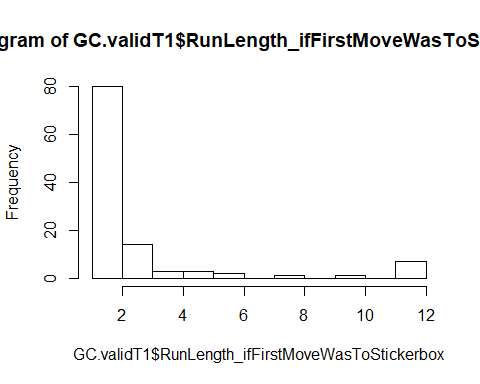 gram of GC.validT1$RunLength_ifFirstMoveWasToS
Frequency
80
60
40
20
0
2 4 6 8 10 12
GC.validT1$RunLength_ifFirstMoveWasToStickerbox